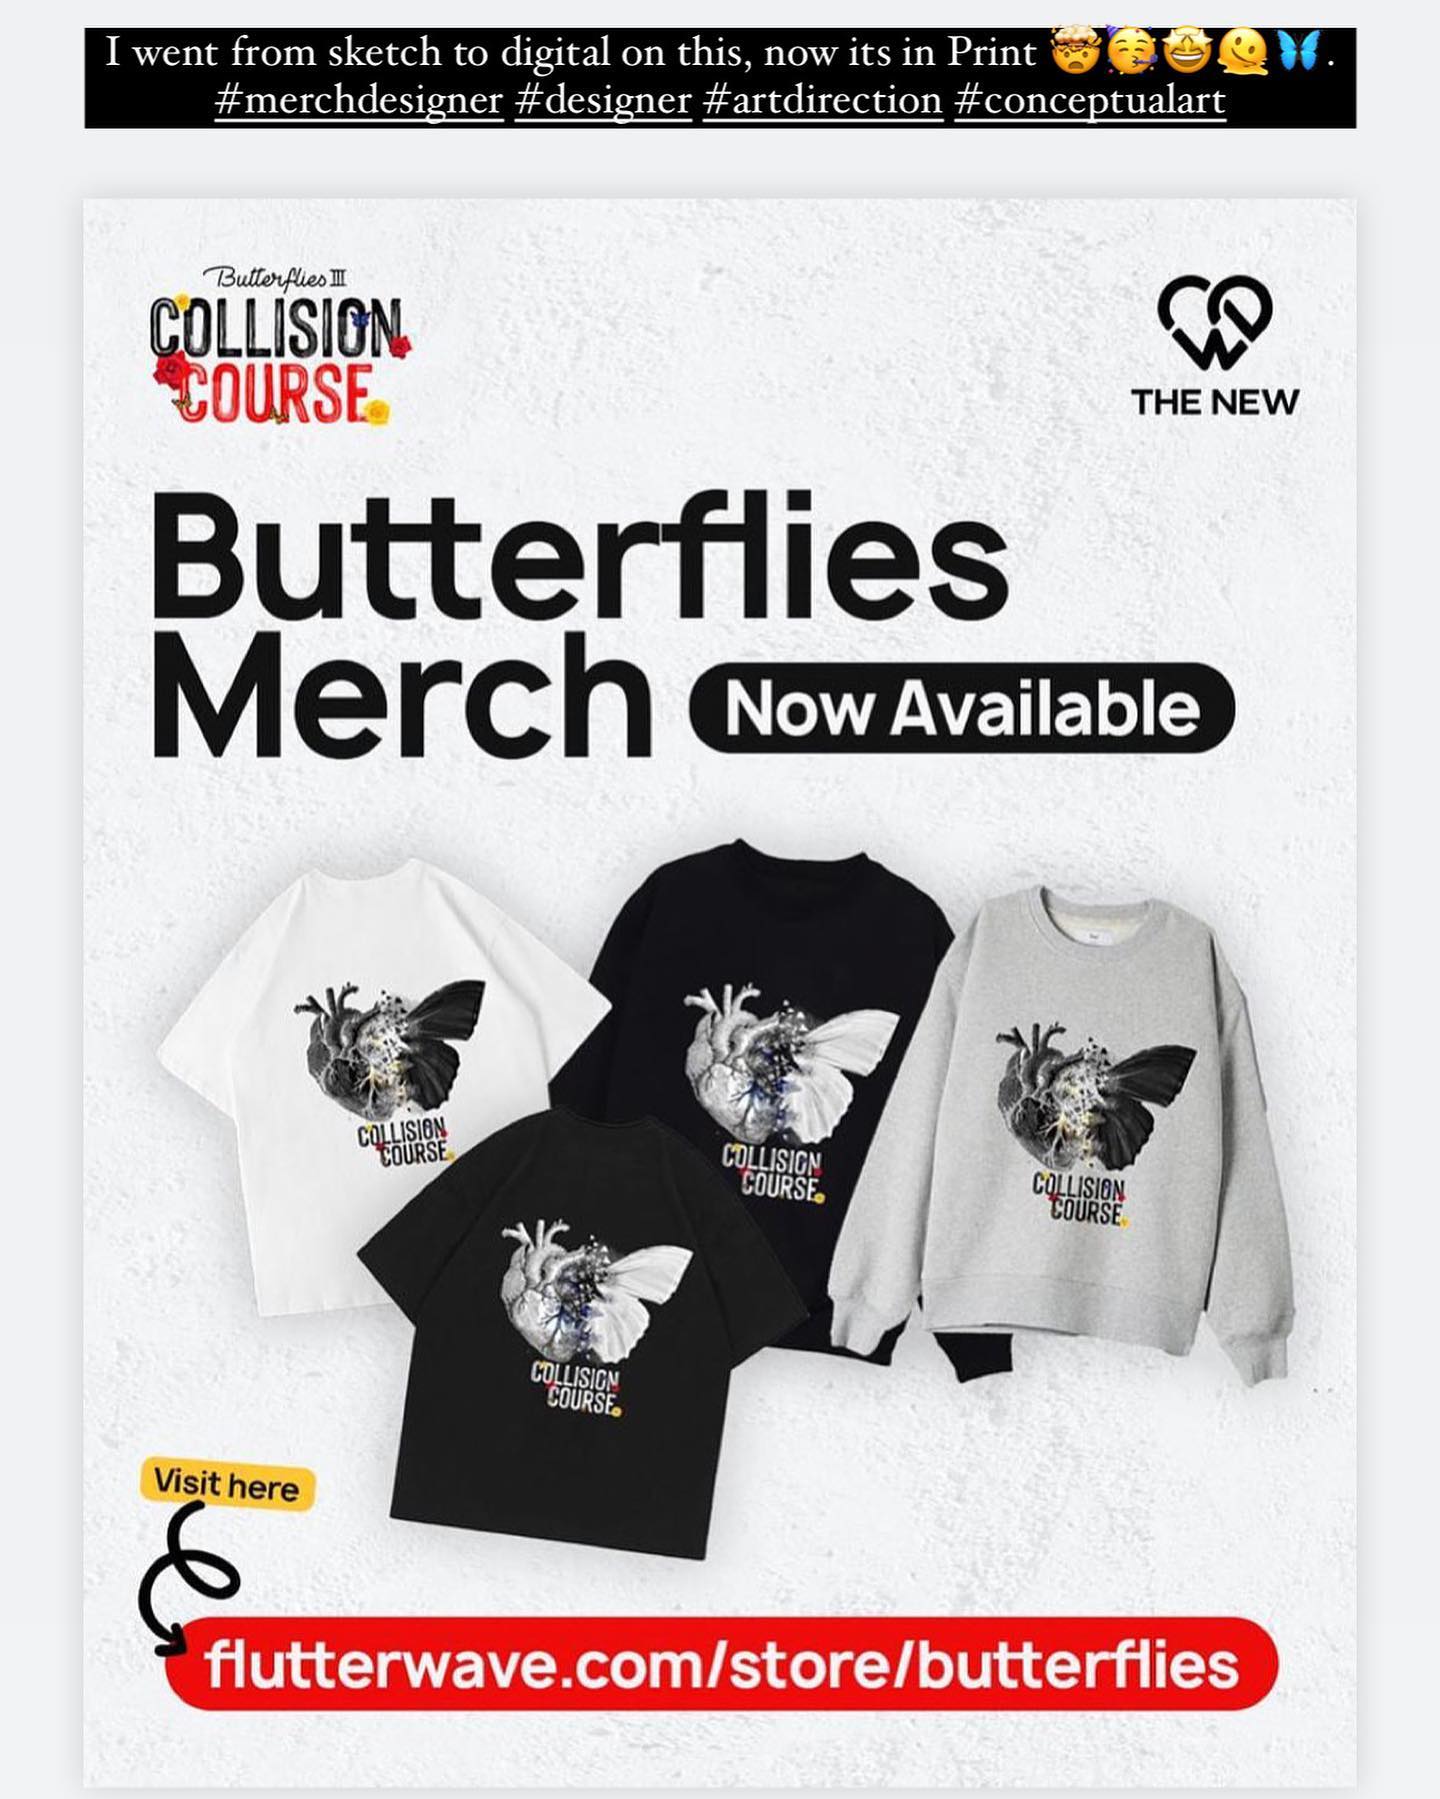 I went from sketch to digital on this, now its in Print 🤯🥳🤩🫠🦋.
#merchdesigner #designer #artdirection #conceptualart
Butterflies III
COLLISION
COURSE
THE NEW
Butterflies
Merch Now Available
COLLISION
COURSE
COLLISION
COURSE
COLLISION
COURSE
COLLISION
COURSE
Visit here
flutterwave.com/store/butterflies